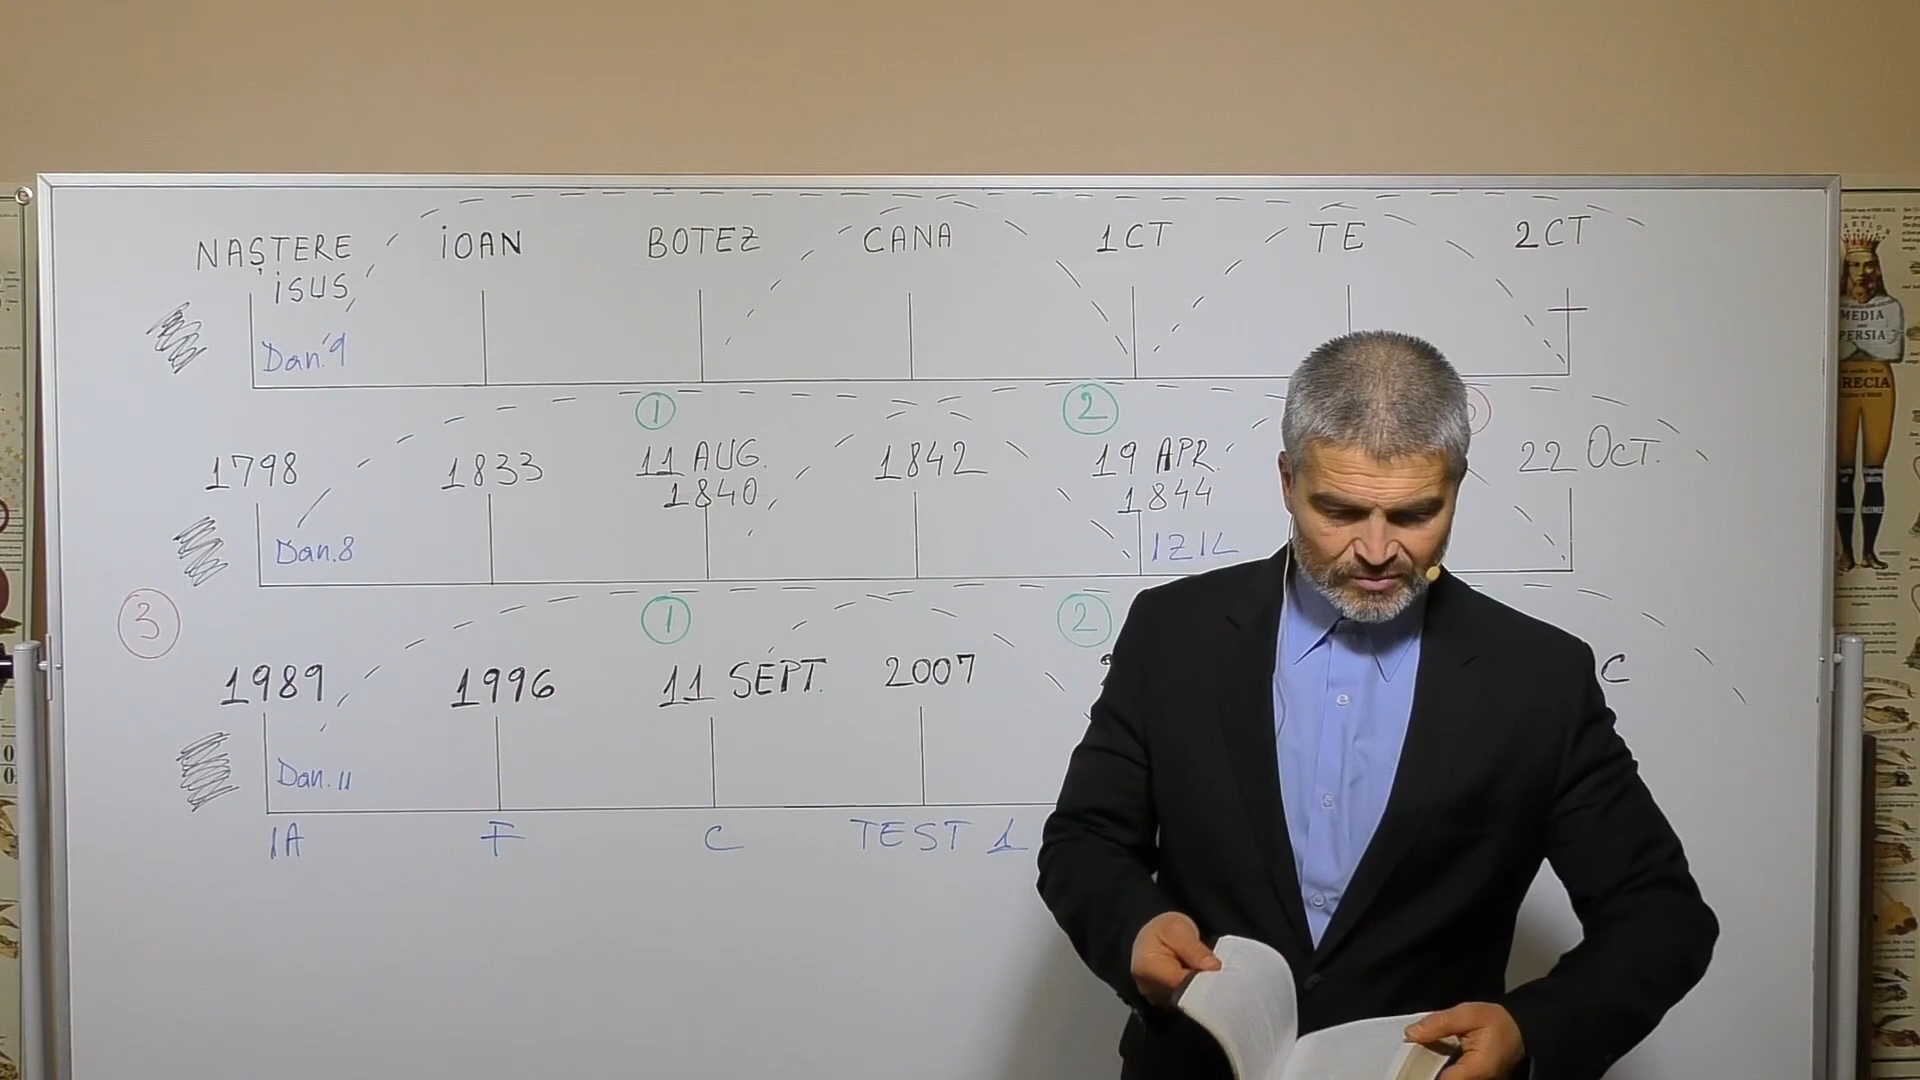 NAȘTERE IOAN BOTEZ CANA 1CT TE 2CT
ISUS
Dan. 9
1 2
1798 1833 11 AUG. 1842 19 APR. 22 OCT.
1840 1844
Dan. 8 IZIL
3 1 2
1989 1996 11 SEPT. 2007 C
Dan. 11
IA F C TEST 1
MEDIA
PERSIA
RECIA